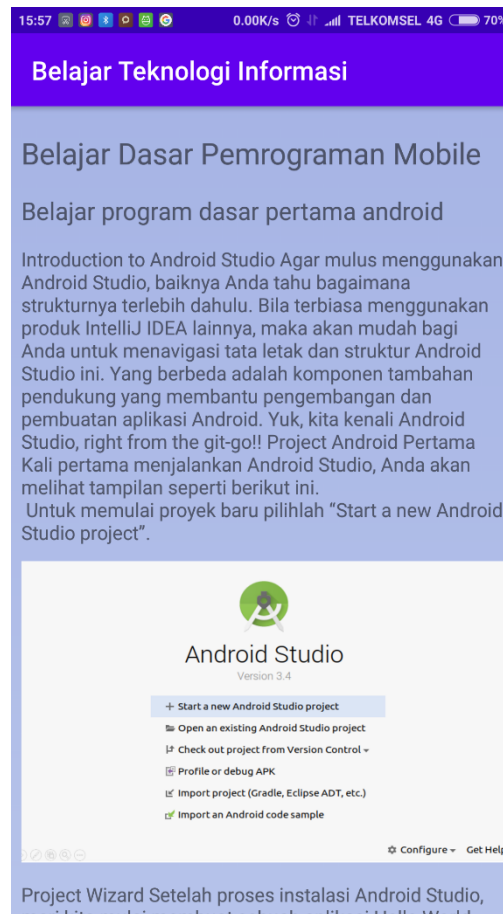 15:57 0.00K/s TELKOMSEL 4G 70%
Belajar Teknologi Informasi
Belajar Dasar Pemrograman Mobile
Belajar program dasar pertama android
Introduction to Android Studio Agar mulus menggunakan
Android Studio, baiknya Anda tahu bagaimana
strukturnya terlebih dahulu. Bila terbiasa menggunakan
produk IntelliJ IDEA lainnya, maka akan mudah bagi
Anda untuk menavigasi tata letak dan struktur Android
Studio ini. Yang berbeda adalah komponen tambahan
pendukung yang membantu pengembangan dan
pembuatan aplikasi Android. Yuk, kita kenali Android
Studio, right from the git-go!! Project Android Pertama
Kali pertama menjalankan Android Studio, Anda akan
melihat tampilan seperti berikut ini.
Untuk memulai proyek baru pilihlah “Start a new Android
Studio project”.
Android Studio
Version 3.4
Start a new Android Studio project
Open an existing Android Studio project
Check out project from Version Control
Profile or debug APK
Import project (Gradle, Eclipse ADT, etc.)
Import an Android code sample
Configure Get Help
Project Wizard Setelah proses instalasi Android Studio,